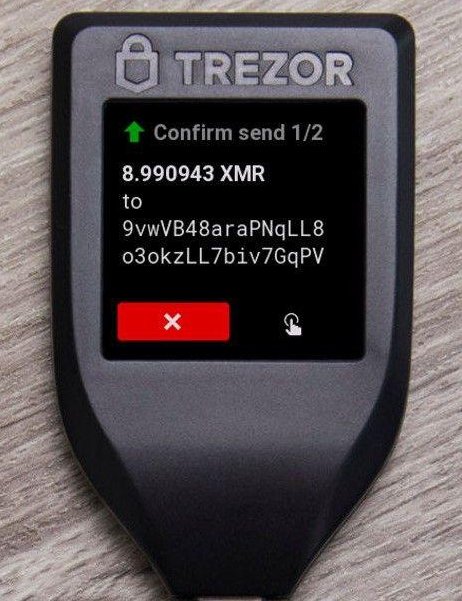 TREZOR
Confirm send 1/2
8.990943 XMR
to
9vwVB48araPNqLL8
o3okzLL7biv7GqPV